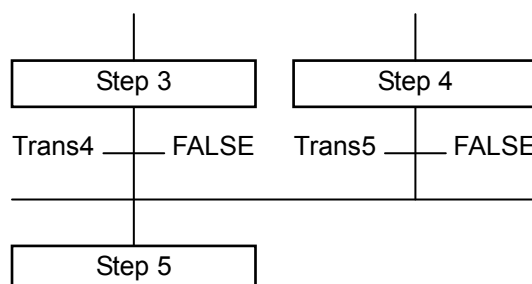 Step 3 Step 4
Trans4 FALSE Trans5 FALSE
Step 5